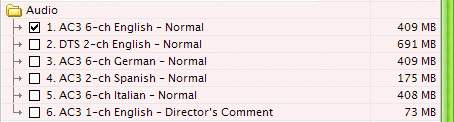 Audio
1. AC3 6-ch English - Normal 409 MB
2. DTS 2-ch English - Normal 691 MB
3. AC3 6-ch German - Normal 409 MB
4. AC3 2-ch Spanish - Normal 175 MB
5. AC3 6-ch Italian - Normal 408 MB
6. AC3 1-ch English - Director's Comment 73 MB